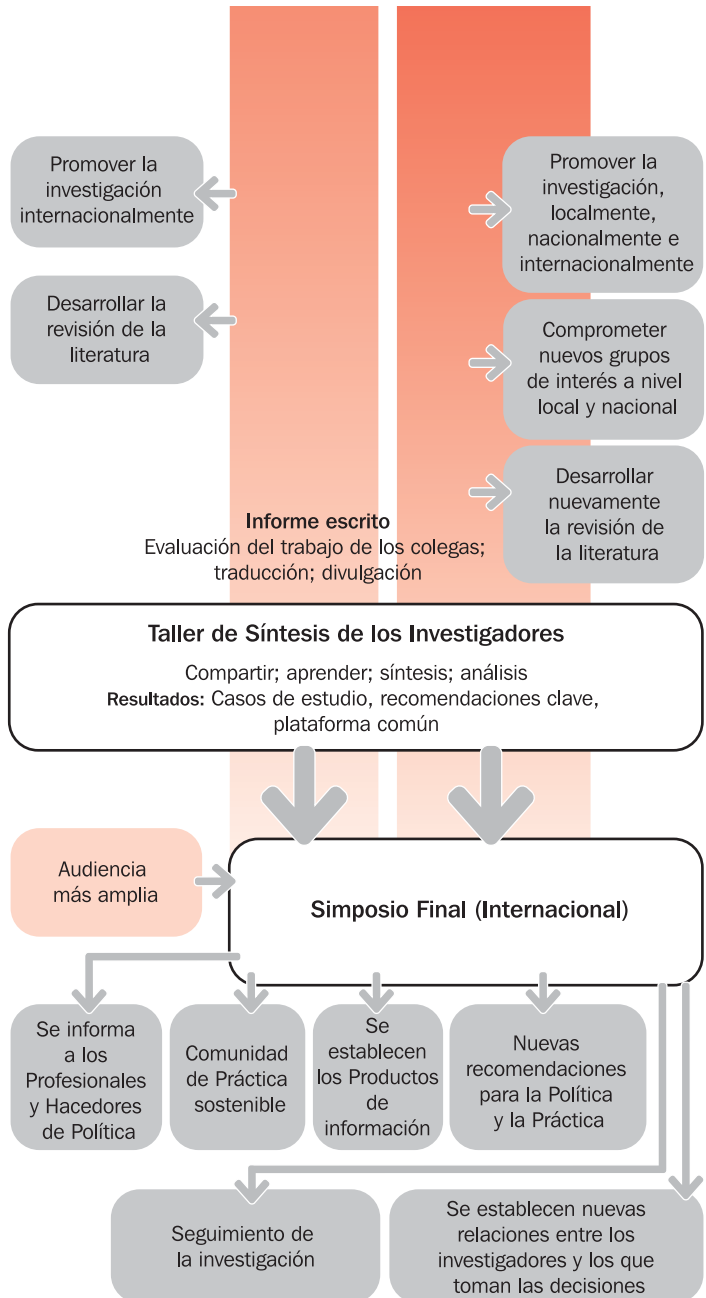 Promover la
investigación
internacionalmente
Desarrollar la
revisión de la
literatura
Promover la
investigación,
localmente,
nacionalmente e
internacionalmente
Comprometer
nuevos grupos
de interés a nivel
local y nacional
Desarrollar
nuevamente
la revisión de
la literatura
Informe escrito
Evaluación del trabajo de los colegas;
traducción; divulgación
Taller de Síntesis de los Investigadores
Compartir; aprender; síntesis; análisis
Resultados: Casos de estudio, recomendaciones clave,
plataforma común
Audiencia
más amplia
Simposio Final (Internacional)
Se informa
a los
Profesionales
y Hacedores
de Política
Comunidad
de Práctica
sostenible
Se
establecen
los Productos
de
información
Nuevas
recomendaciones
para la Política
y la Práctica
Seguimiento de
la investigación
Se establecen nuevas
relaciones entre los
investigadores y los que
toman las decisiones